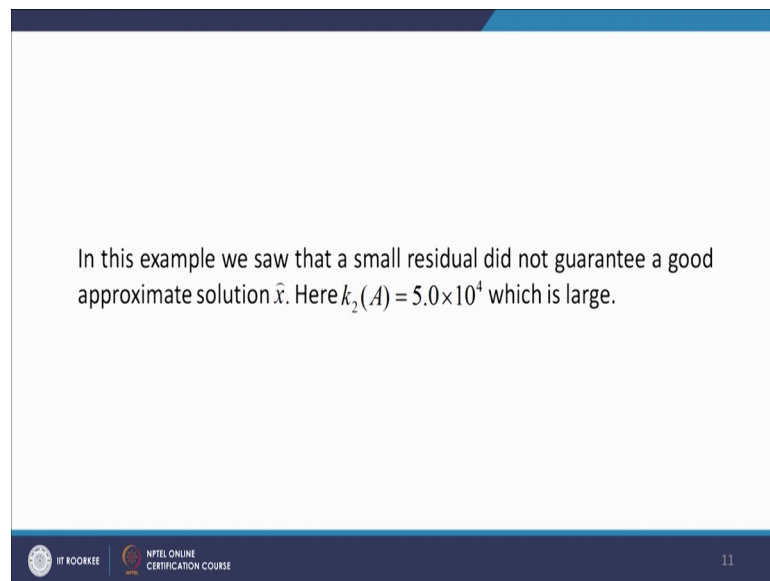 In this example we saw that a small residual did not guarantee a good
approximate solution x̂. Here k₂(A) = 5.0×10⁴ which is large.
IIT ROORKEE
NPTEL ONLINE
CERTIFICATION COURSE
NPTEL
11